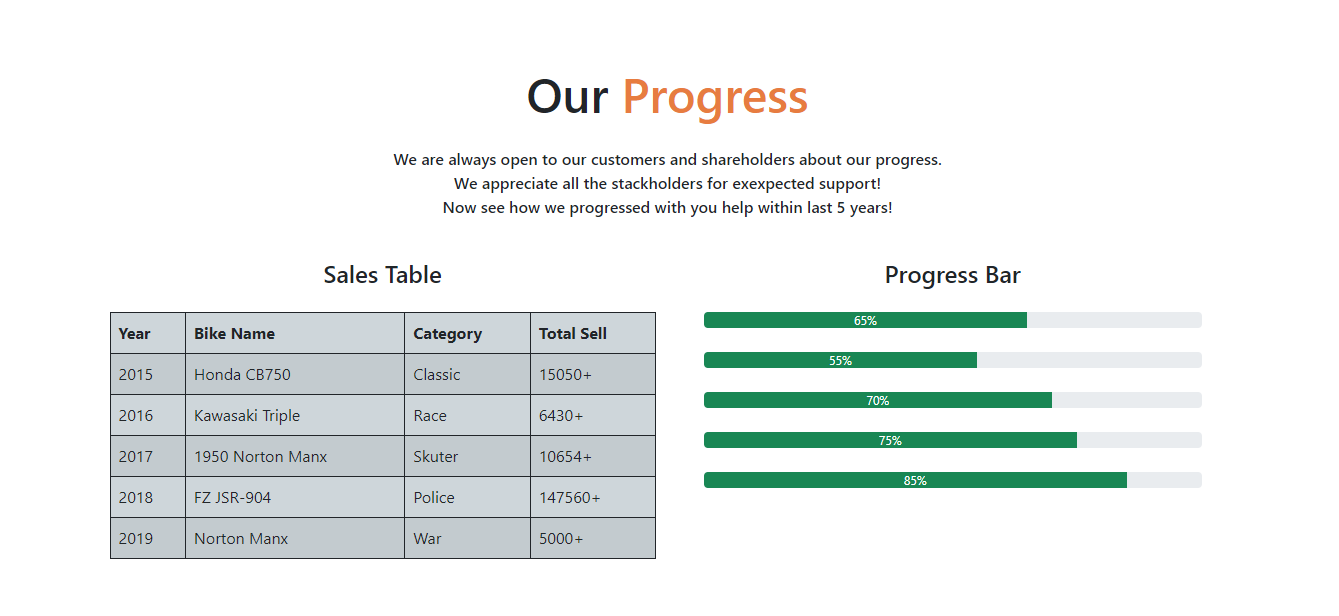 Our Progress
We are always open to our customers and shareholders about our progress.
We appreciate all the stackholders for exexpected support!
Now see how we progressed with you help within last 5 years!
Sales Table
Year Bike Name Category Total Sell
2015 Honda CB750 Classic 15050+
2016 Kawasaki Triple Race 6430+
2017 1950 Norton Manx Skuter 10654+
2018 FZ JSR-904 Police 147560+
2019 Norton Manx War 5000+
Progress Bar
65%
55%
70%
75%
85%